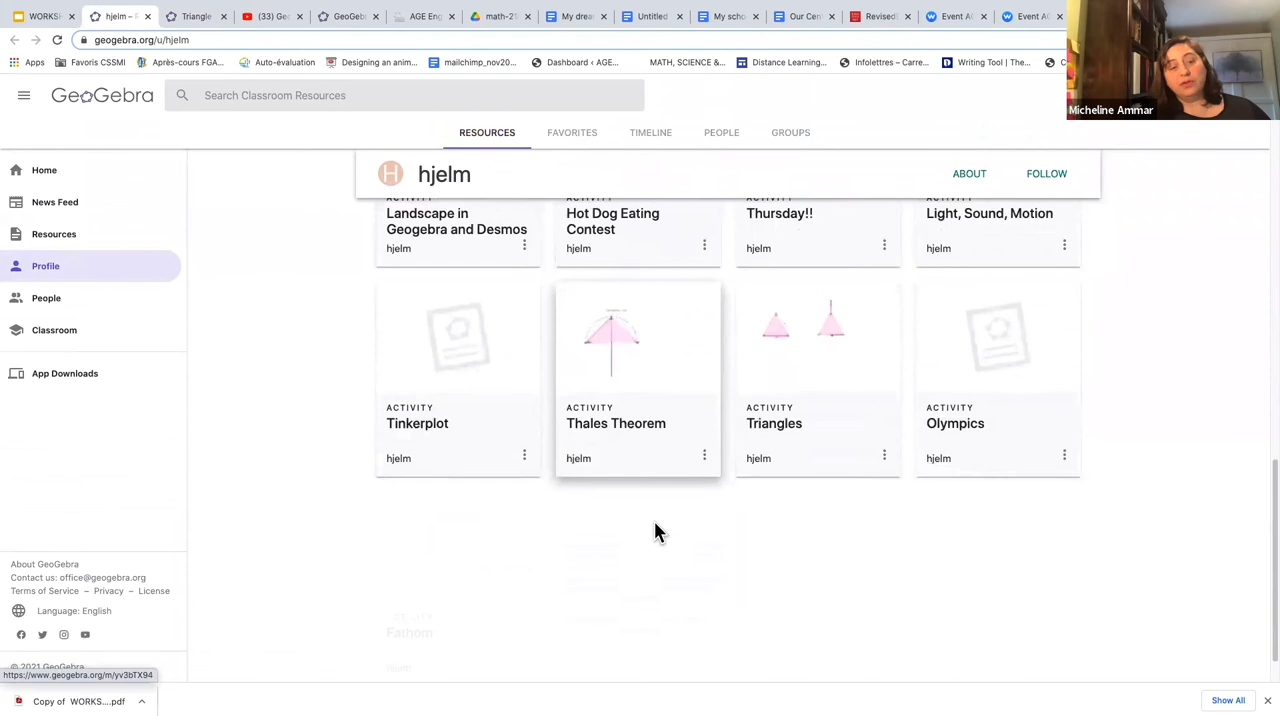 WORKSH
hjelm – R
Triangle
(33) Geo
GeoGeb
AGE Eng
math-21
My drea
Untitled
My scho
Our Cen
RevisedS
Event A
Event A
geogebra.org/u/hjelm
Apps
Favoris CSSMI
Après-cours FGA...
Auto-évaluation
Designing an anim...
mailchimp_nov20...
Dashboard ‹ AGE...
MATH, SCIENCE &...
Distance Learning...
Infolettres – Carre...
Writing Tool | The...
Micheline Ammar
GeoGebra
Search Classroom Resources
RESOURCES
FAVORITES
TIMELINE
PEOPLE
GROUPS
Home
News Feed
Resources
Profile
People
Classroom
App Downloads
H
hjelm
ABOUT
FOLLOW
Landscape in
Geogebra and Desmos
hjelm
Hot Dog Eating
Contest
hjelm
Thursday!!
hjelm
Light, Sound, Motion
hjelm
ACTIVITY
Tinkerplot
hjelm
ACTIVITY
Thales Theorem
hjelm
ACTIVITY
Triangles
hjelm
ACTIVITY
Olympics
hjelm
Fathom
hjelm
About GeoGebra
Contact us: office@geogebra.org
Terms of Service – Privacy – License
Language: English
© 2021 GeoGebra
https://www.geogebra.org/m/yv3bTX94
Copy of WORKS....pdf
Show All